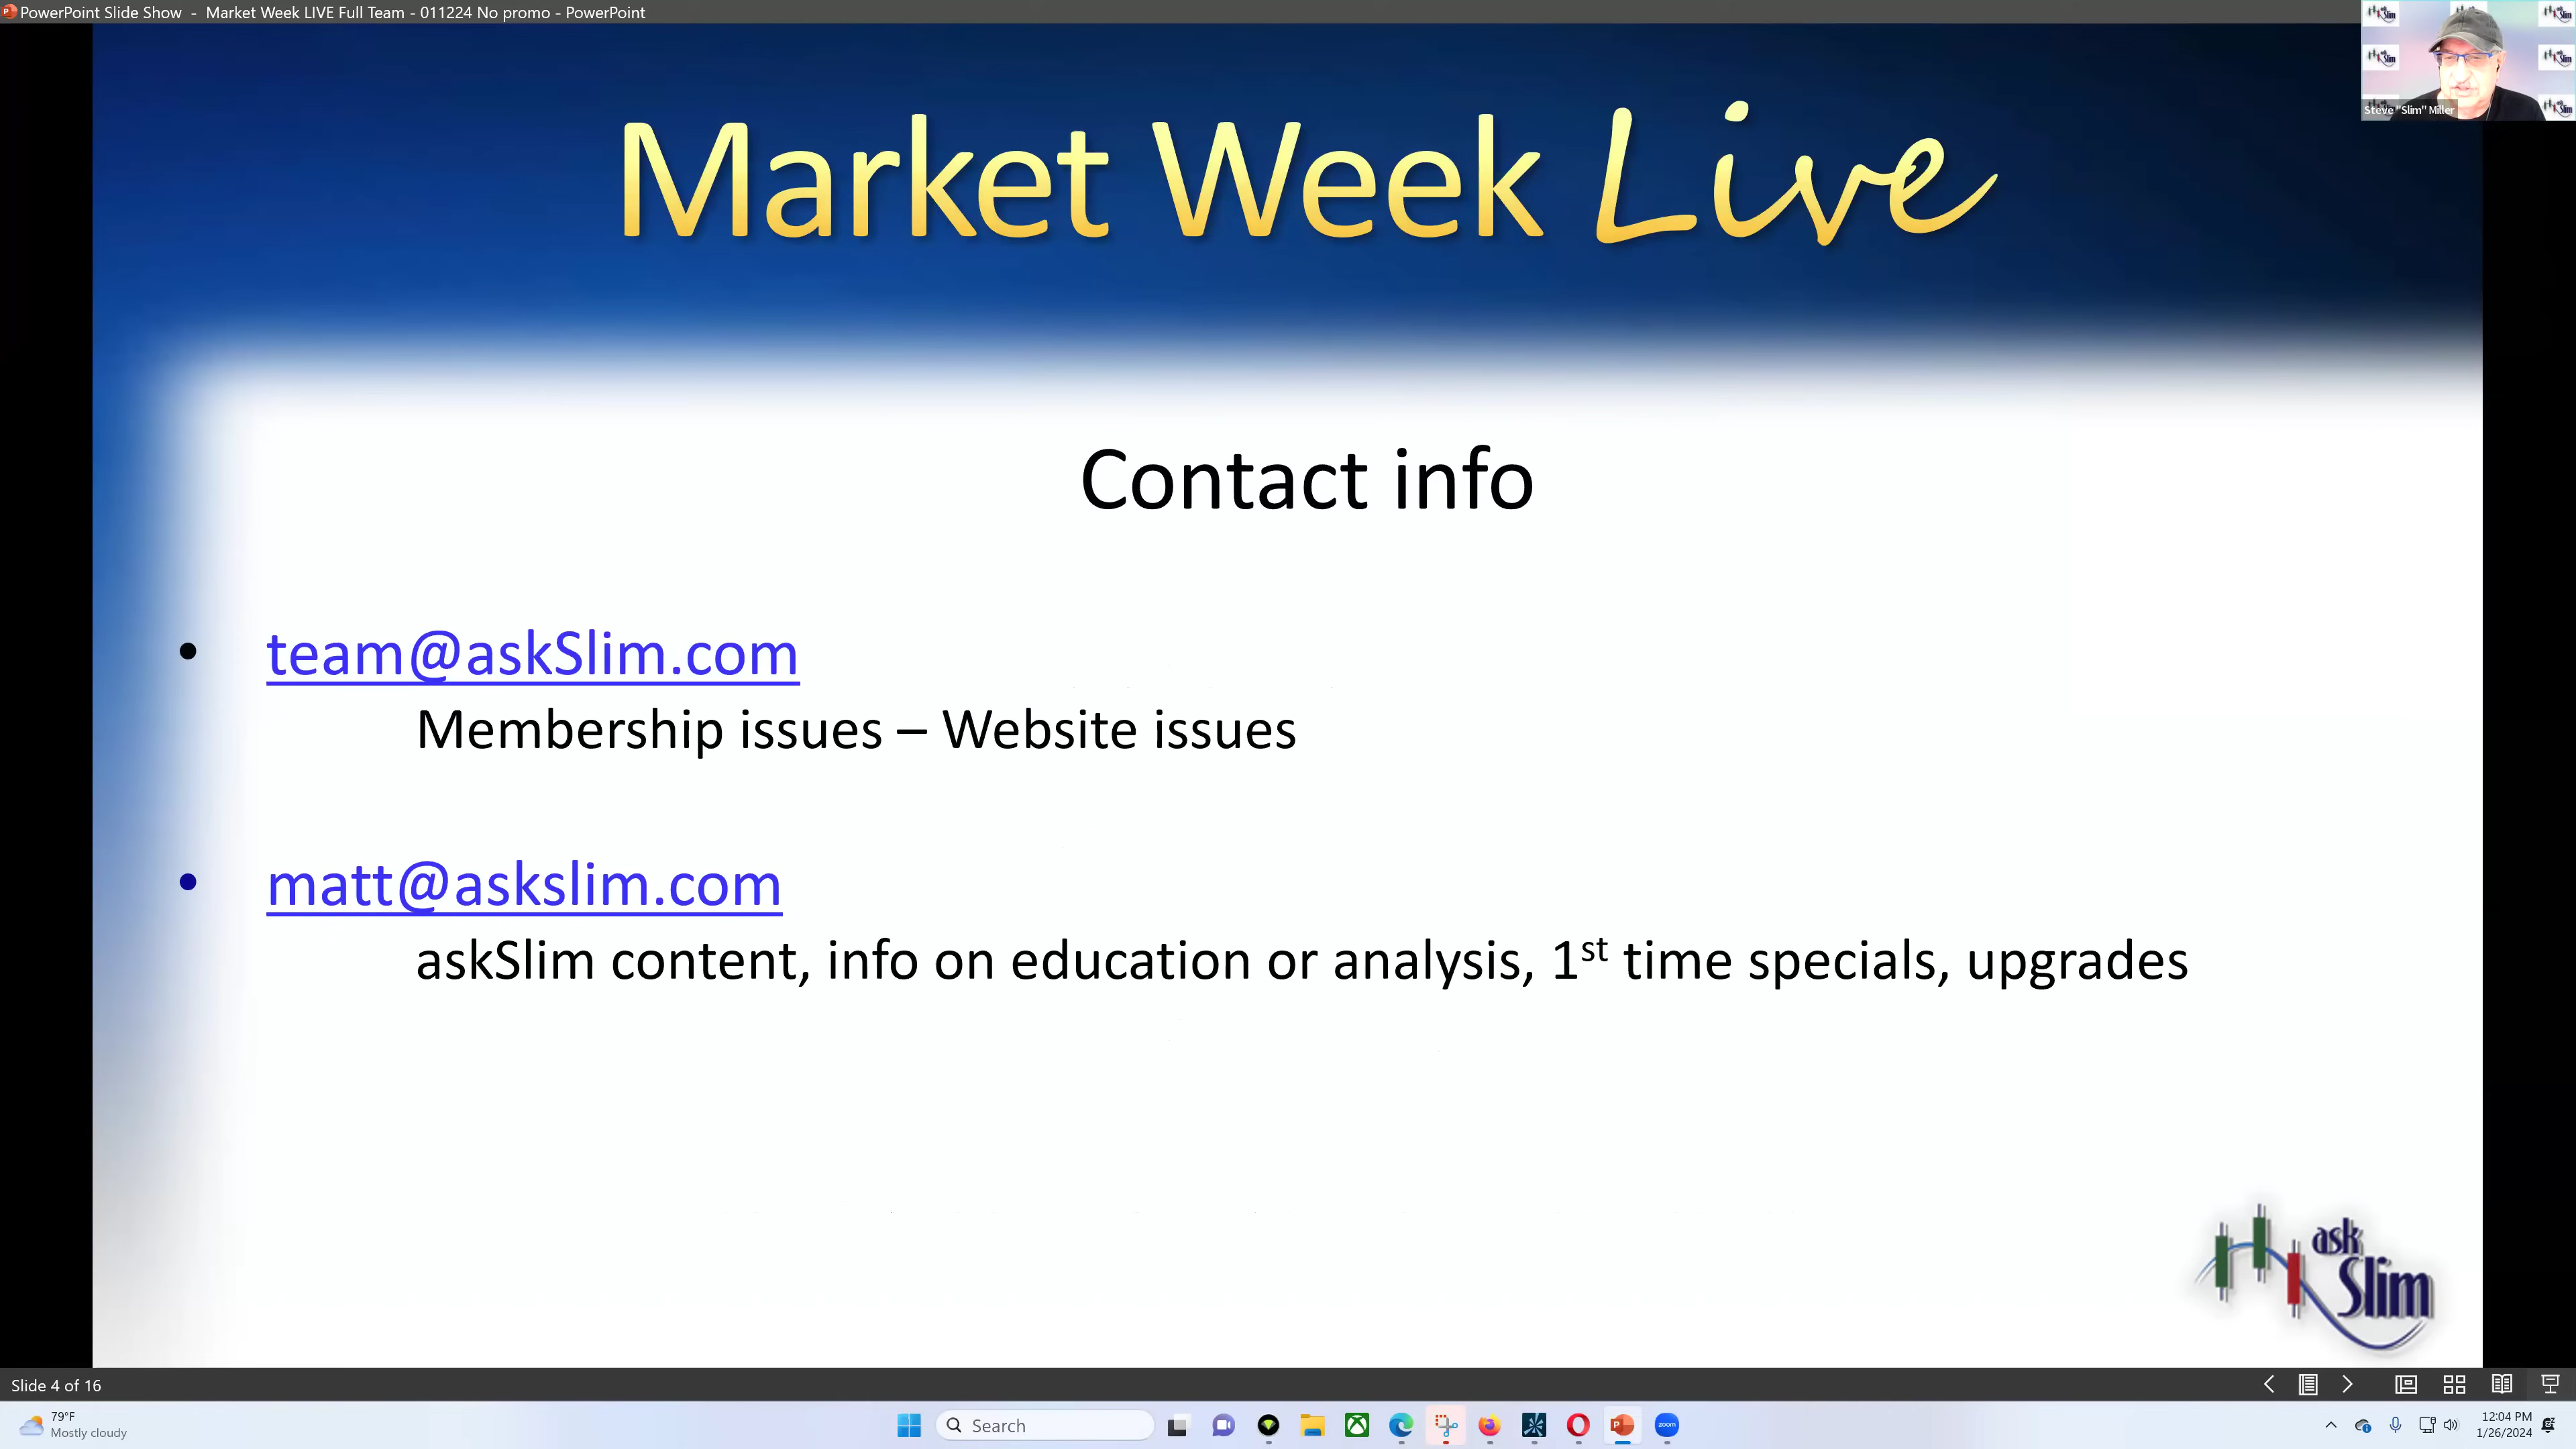 PowerPoint Slide Show - Market Week LIVE Full Team - 011224 No promo - PowerPoint
Steve "Slim" Miller
Market Week Live
Contact info
• team@askSlim.com
Membership issues – Website issues
• matt@askslim.com
askSlim content, info on education or analysis, 1st time specials, upgrades
ask
Slim
Slide 4 of 16
79°F
Mostly cloudy
Search
zoom
12:04 PM
1/26/2024